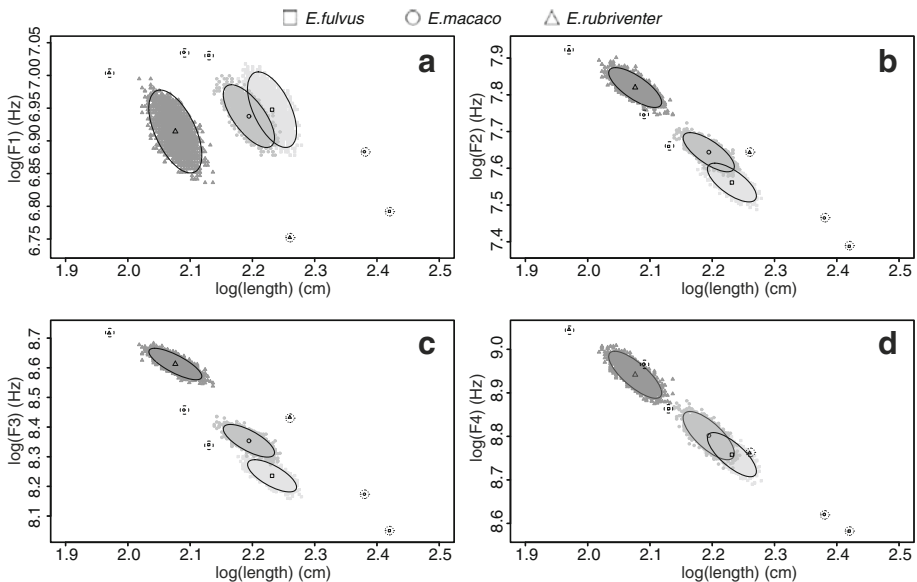 E.fulvus E.macaco E.rubriventer
a
log(F1) (Hz)
6.75 6.80 6.85 6.90 6.95 7.00 7.05
1.9 2.0 2.1 2.2 2.3 2.4 2.5
log(length) (cm)
b
log(F2) (Hz)
7.4 7.5 7.6 7.7 7.8 7.9
1.9 2.0 2.1 2.2 2.3 2.4 2.5
log(length) (cm)
c
log(F3) (Hz)
8.1 8.2 8.3 8.4 8.5 8.6 8.7
1.9 2.0 2.1 2.2 2.3 2.4 2.5
log(length) (cm)
d
log(F4) (Hz)
8.6 8.7 8.8 8.9 9.0
1.9 2.0 2.1 2.2 2.3 2.4 2.5
log(length) (cm)